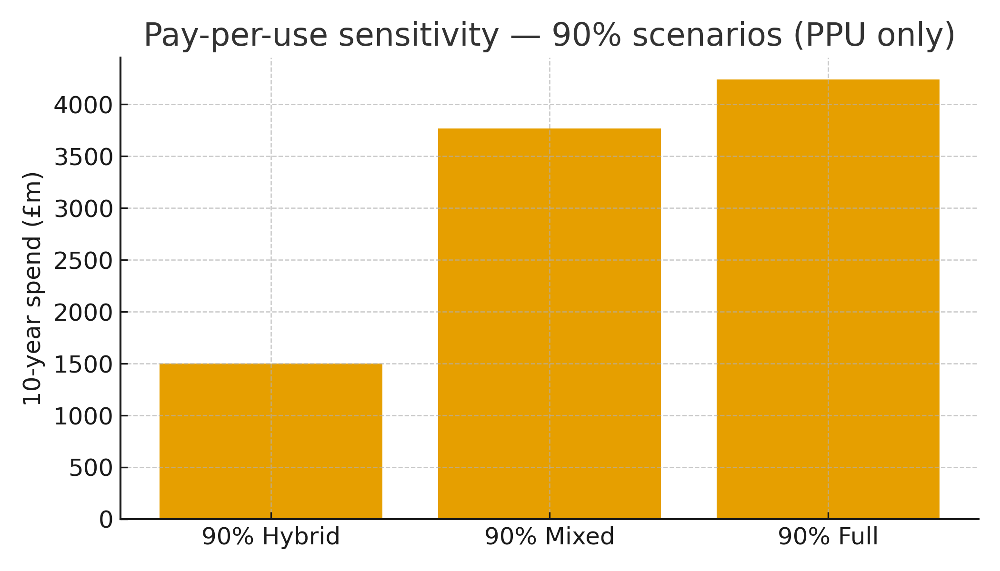 Pay-per-use sensitivity — 90% scenarios (PPU only)
10-year spend (£m)
4000
3500
3000
2500
2000
1500
1000
500
0
90% Hybrid
90% Mixed
90% Full